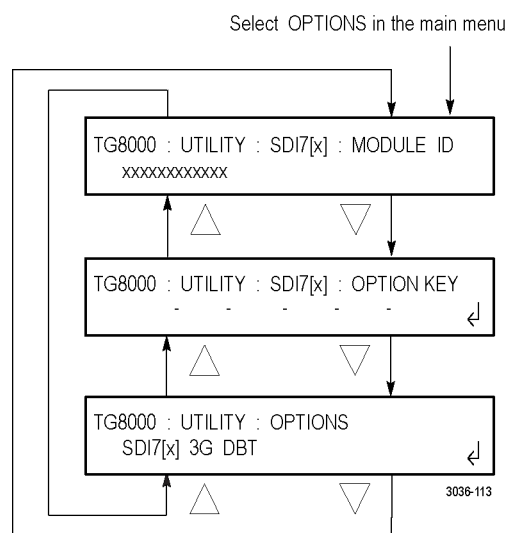 Select OPTIONS in the main menu
TG8000 : UTILITY : SDI7[x] : MODULE ID
xxxxxxxxxxxx
TG8000 : UTILITY : SDI7[x] : OPTION KEY
- - - - -
TG8000 : UTILITY : OPTIONS
SDI7[x] 3G DBT
3036-113